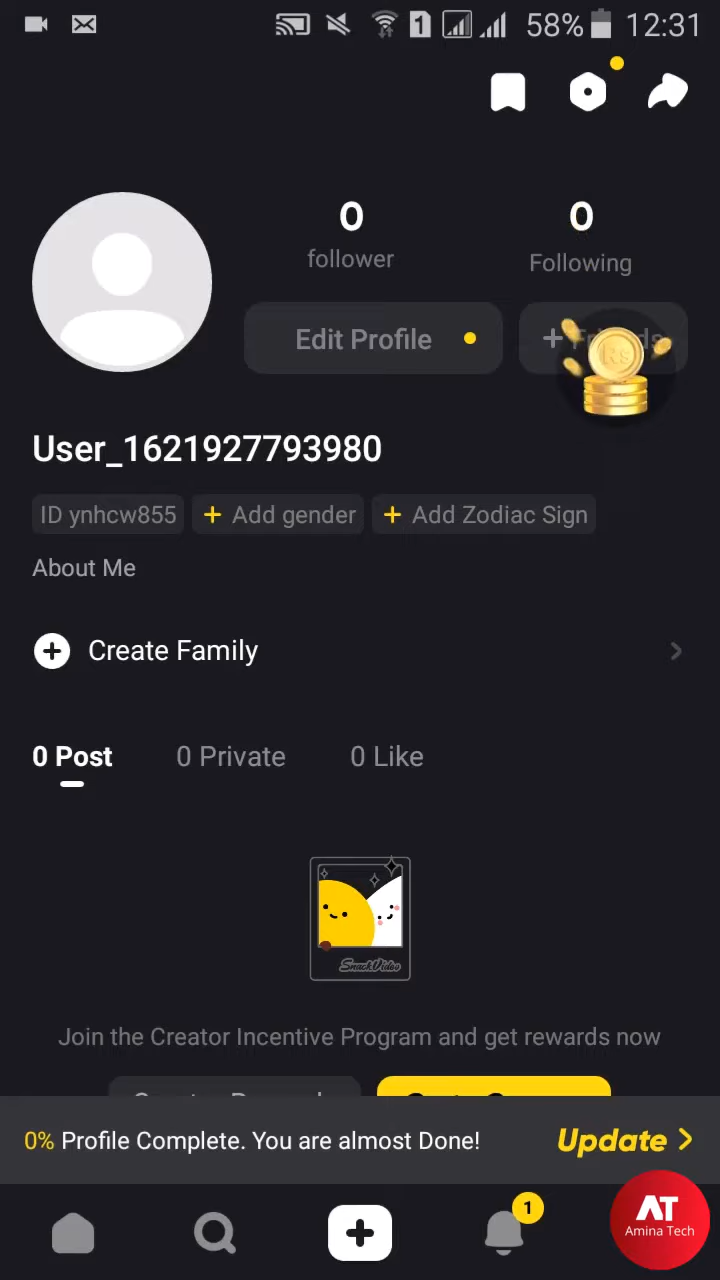 1 58% 12:31
0 0
follower Following
Edit Profile
User_1621927793980
ID ynhcw855 + Add gender + Add Zodiac Sign
About Me
Create Family
0 Post 0 Private 0 Like
SnackVideo
Join the Creator Incentive Program and get rewards now
0% Profile Complete. You are almost Done! Update
1
AT
Amina Tech